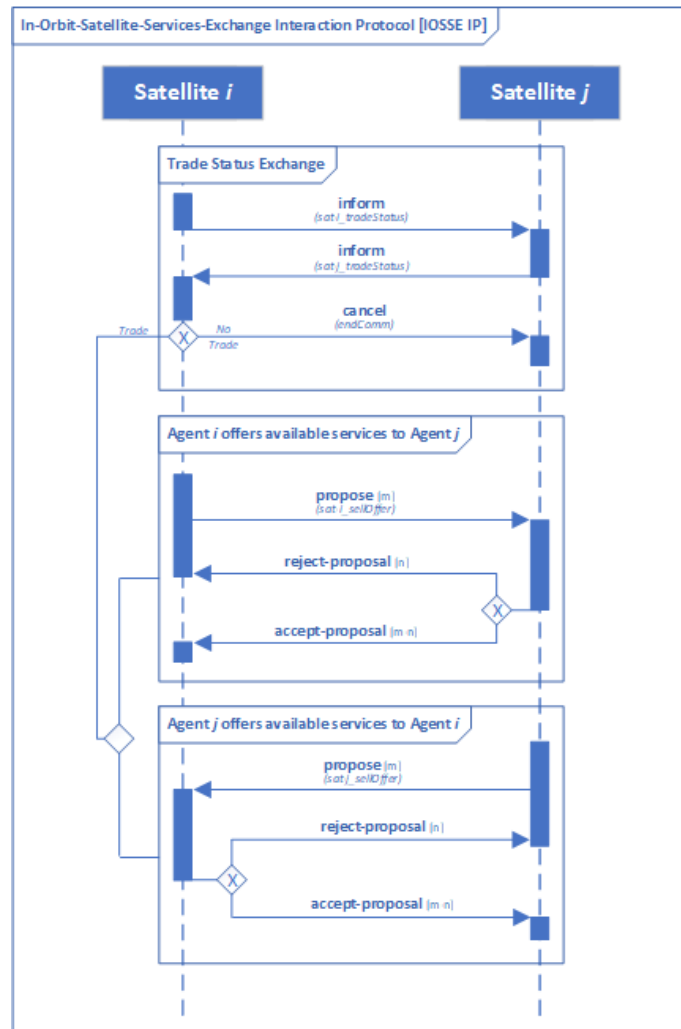 In-Orbit-Satellite-Services-Exchange Interaction Protocol [IOSSE IP]
Satellite i
Satellite j
Trade Status Exchange
inform
(sat i_tradeStatus)
inform
(sat j_tradeStatus)
cancel
(endComm)
Trade
X
No
Trade
Agent i offers available services to Agent j
propose |m|
(sat i_sellOffer)
reject-proposal |n|
X
accept-proposal |m-n|
Agent j offers available services to Agent i
propose |m|
(sat j_sellOffer)
reject-proposal |n|
X
accept-proposal |m-n|